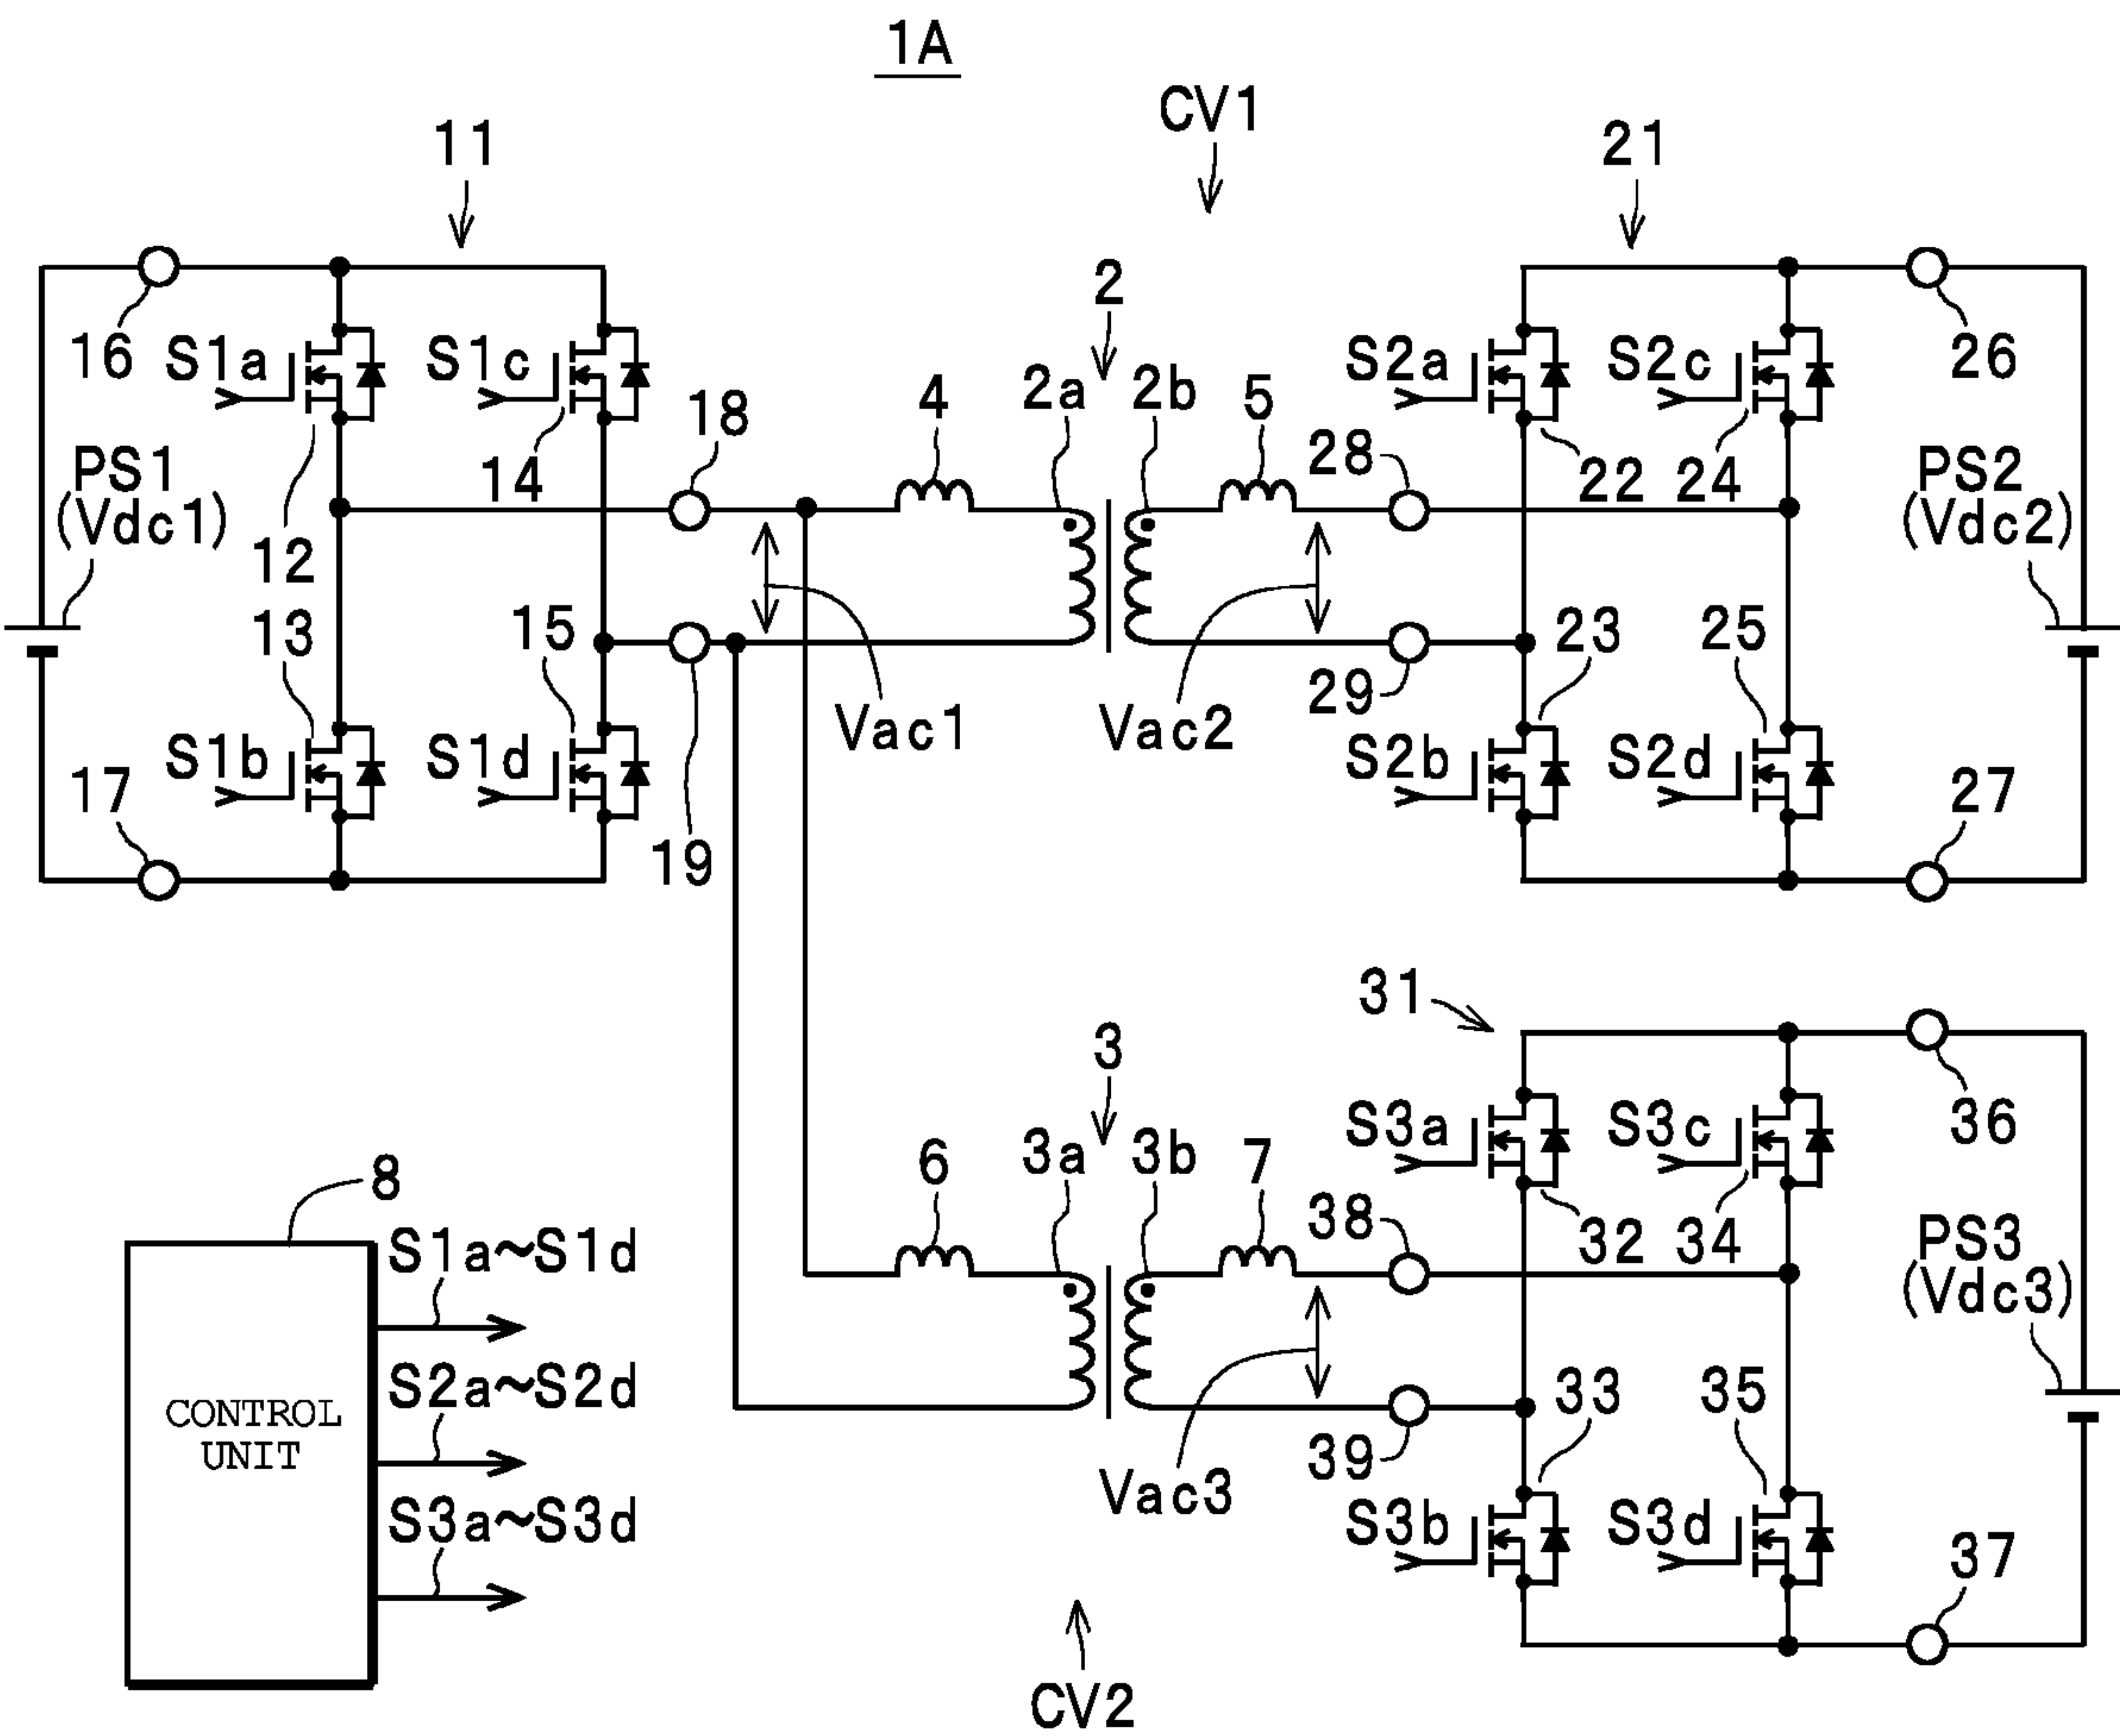 1A
CV1
11
21
2
16
S1a
S1c
18
4
2a
2b
5
28
S2a
S2c
26
PS1
(Vdc1)
14
22
24
PS2
(Vdc2)
12
13
15
23
25
29
Vac1
Vac2
S1b
S1d
S2b
S2d
17
27
19
31
3
36
S3a
S3c
8
6
3a
3b
7
38
32
34
PS3
(Vdc3)
S1a~S1d
S2a~S2d
S3a~S3d
CONTROL
UNIT
33
35
39
Vac3
S3b
S3d
37
CV2